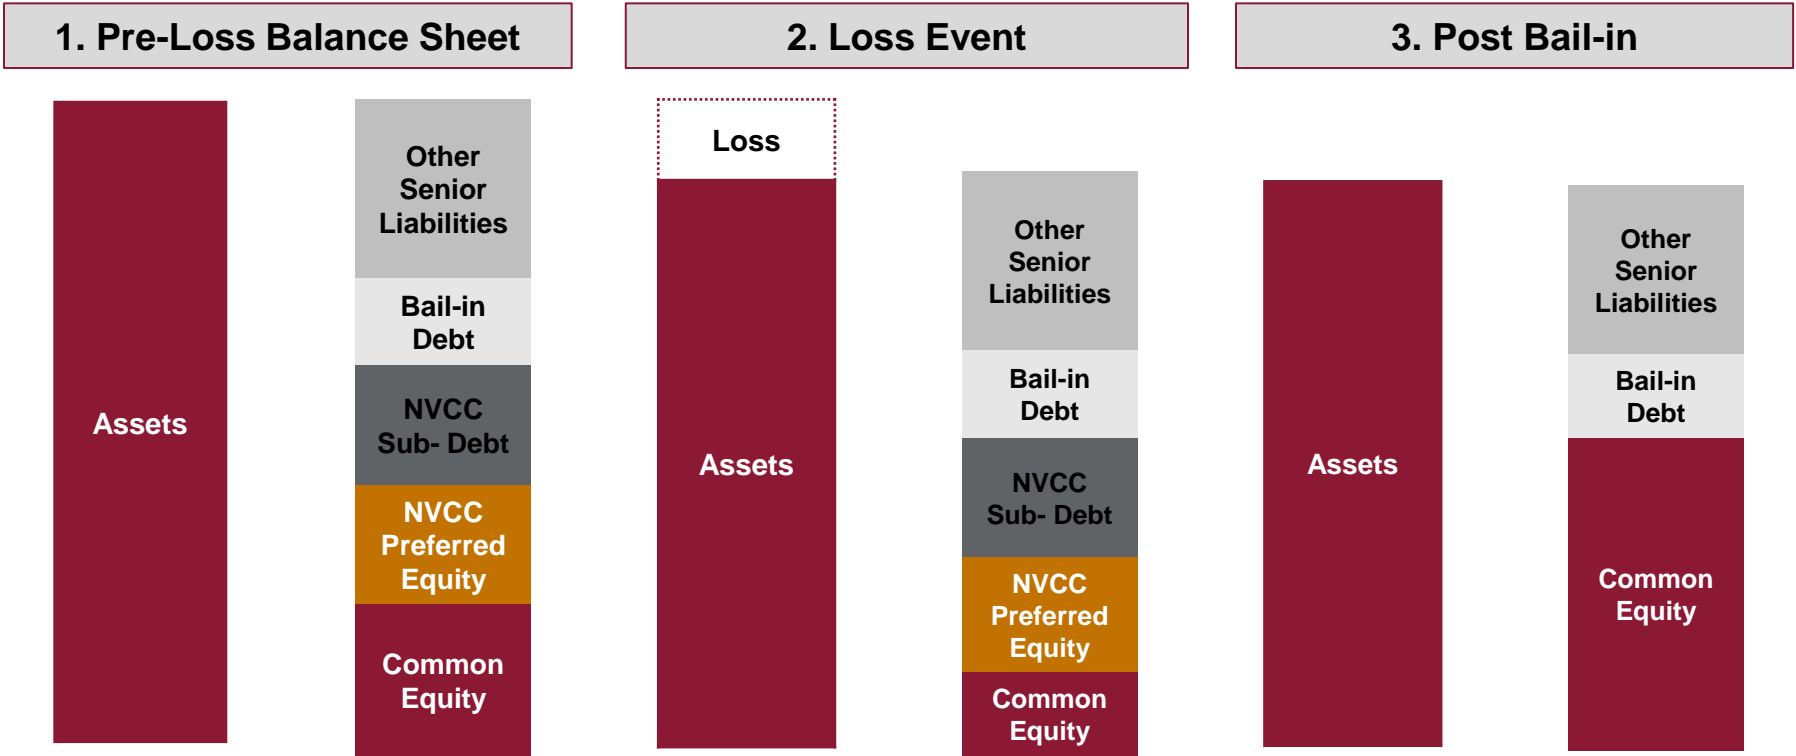 1. Pre-Loss Balance Sheet
Assets
Other
Senior
Liabilities
Bail-in
Debt
NVCC
Sub- Debt
NVCC
Preferred
Equity
Common
Equity
2. Loss Event
Loss
Assets
Other
Senior
Liabilities
Bail-in
Debt
NVCC
Sub- Debt
NVCC
Preferred
Equity
Common
Equity
3. Post Bail-in
Assets
Other
Senior
Liabilities
Bail-in
Debt
Common
Equity